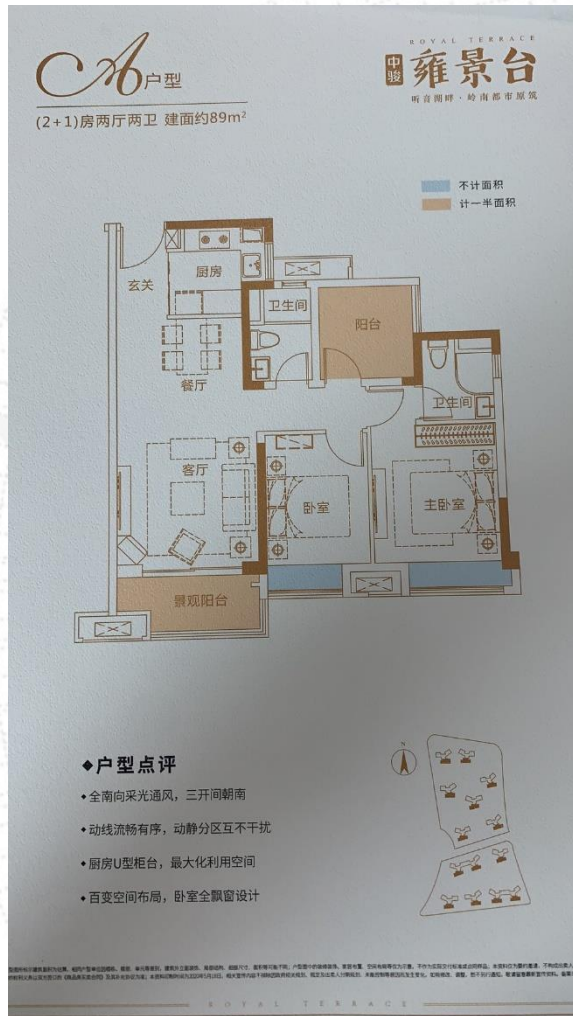 ROYAL TERRACE
A户型
中骏 雍景台
(2+1)房两厅两卫 建面约89m²
听音湖畔·岭南都市原筑
不计面积
计一半面积
玄关
厨房
卫生间
阳台
餐厅
卫生间
客厅
卧室
主卧室
景观阳台
N
◆户型点评
◆全南向采光通风，三开间朝南
◆动线流畅有序，动静分区互不干扰
◆厨房U型柜台，最大化利用空间
◆百变空间布局，卧室全飘窗设计
ROYAL TERRACE